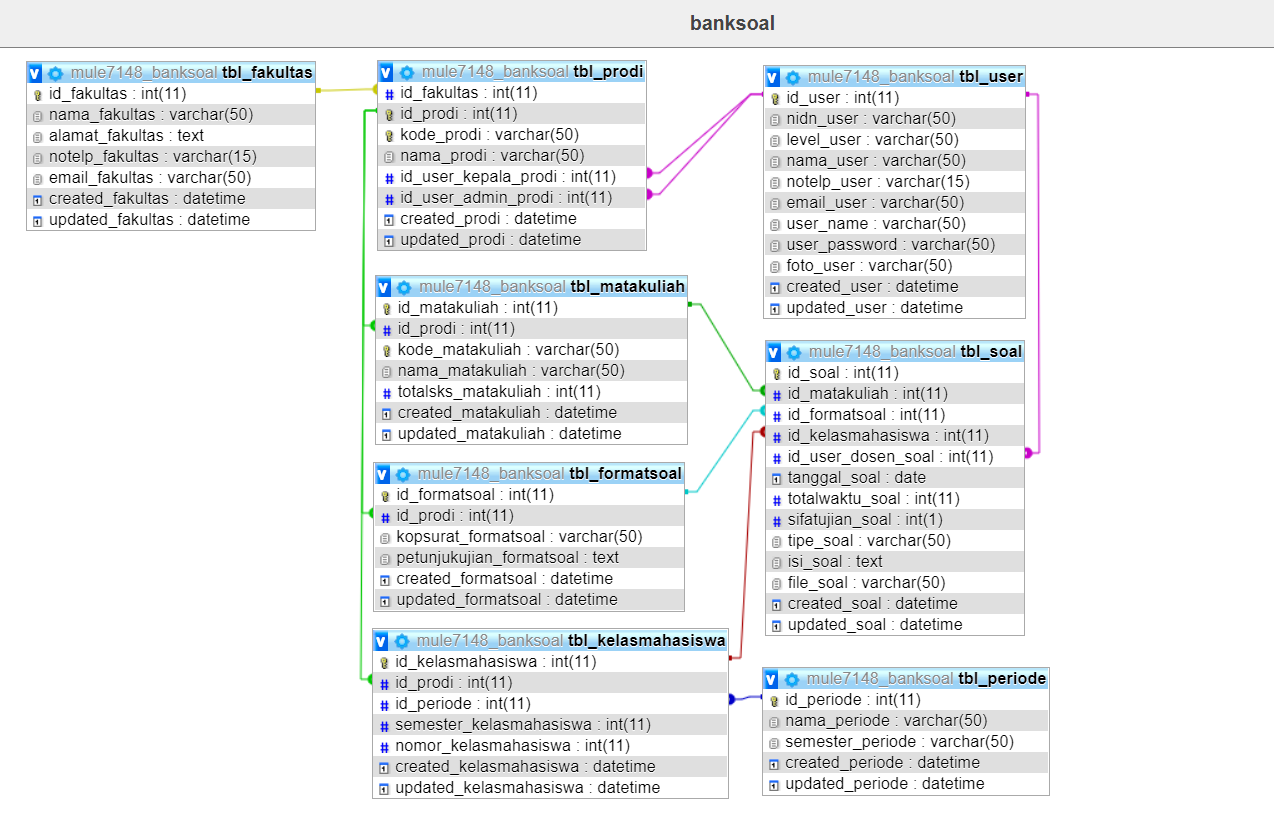 banksoal
mule7148_banksoal tbl_fakultas
id_fakultas : int(11)
nama_fakultas : varchar(50)
alamat_fakultas : text
notelp_fakultas : varchar(15)
email_fakultas : varchar(50)
created_fakultas : datetime
updated_fakultas : datetime
mule7148_banksoal tbl_prodi
id_fakultas : int(11)
id_prodi : int(11)
kode_prodi : varchar(50)
nama_prodi : varchar(50)
id_user_kepala_prodi : int(11)
id_user_admin_prodi : int(11)
created_prodi : datetime
updated_prodi : datetime
mule7148_banksoal tbl_user
id_user : int(11)
nidn_user : varchar(50)
level_user : varchar(50)
nama_user : varchar(50)
notelp_user : varchar(15)
email_user : varchar(50)
user_name : varchar(50)
user_password : varchar(50)
foto_user : varchar(50)
created_user : datetime
updated_user : datetime
mule7148_banksoal tbl_matakuliah
id_matakuliah : int(11)
id_prodi : int(11)
kode_matakuliah : varchar(50)
nama_matakuliah : varchar(50)
totalsks_matakuliah : int(11)
created_matakuliah : datetime
updated_matakuliah : datetime
mule7148_banksoal tbl_soal
id_soal : int(11)
id_matakuliah : int(11)
id_formatsoal : int(11)
id_kelasmahasiswa : int(11)
id_user_dosen_soal : int(11)
tanggal_soal : date
totalwaktu_soal : int(11)
sifatujian_soal : int(1)
tipe_soal : varchar(50)
isi_soal : text
file_soal : varchar(50)
created_soal : datetime
updated_soal : datetime
mule7148_banksoal tbl_formatsoal
id_formatsoal : int(11)
id_prodi : int(11)
kopsurat_formatsoal : varchar(50)
petunjukujian_formatsoal : text
created_formatsoal : datetime
updated_formatsoal : datetime
mule7148_banksoal tbl_kelasmahasiswa
id_kelasmahasiswa : int(11)
id_prodi : int(11)
id_periode : int(11)
semester_kelasmahasiswa : int(11)
nomor_kelasmahasiswa : int(11)
created_kelasmahasiswa : datetime
updated_kelasmahasiswa : datetime
mule7148_banksoal tbl_periode
id_periode : int(11)
nama_periode : varchar(50)
semester_periode : varchar(50)
created_periode : datetime
updated_periode : datetime